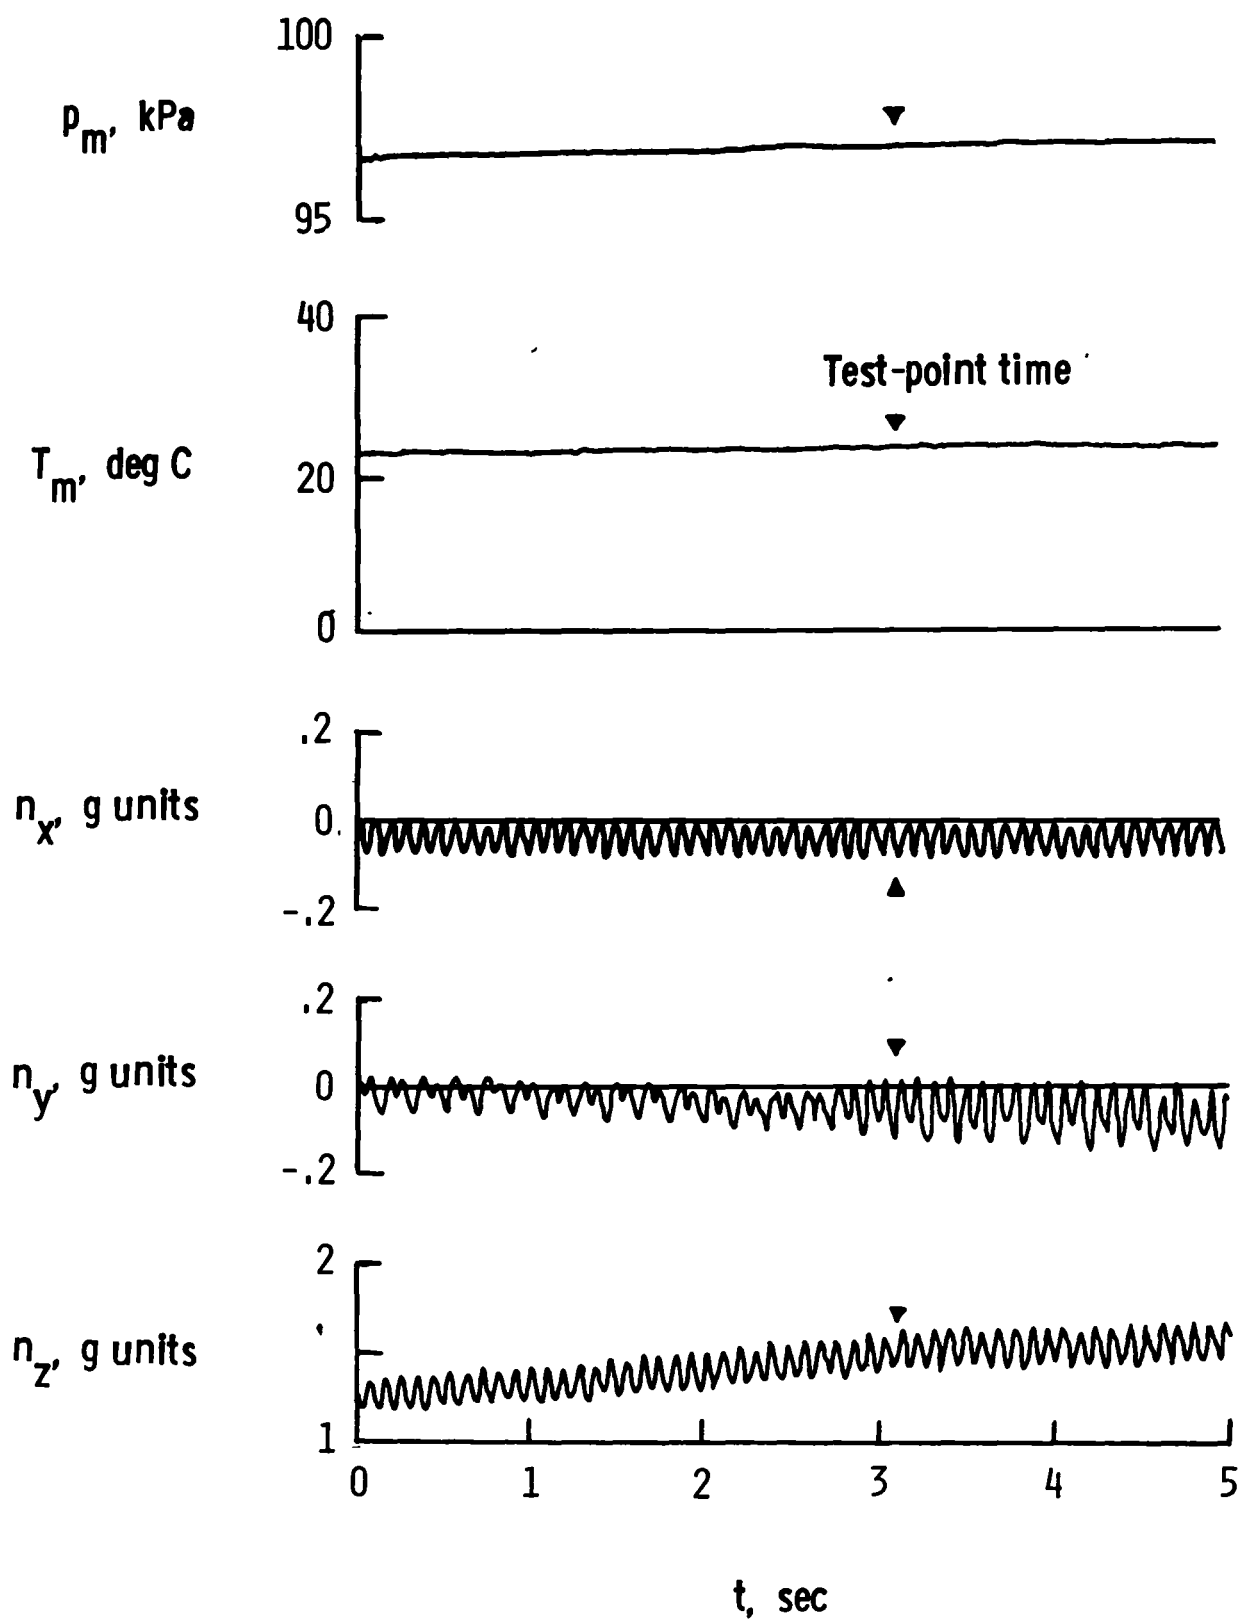 100
p_m, kPa
95
40
Test-point time
T_m, deg C
20
0
.2
n_x, g units
0
-.2
.2
n_y, g units
0
-.2
2
n_z, g units
1
0 1 2 3 4 5
t, sec